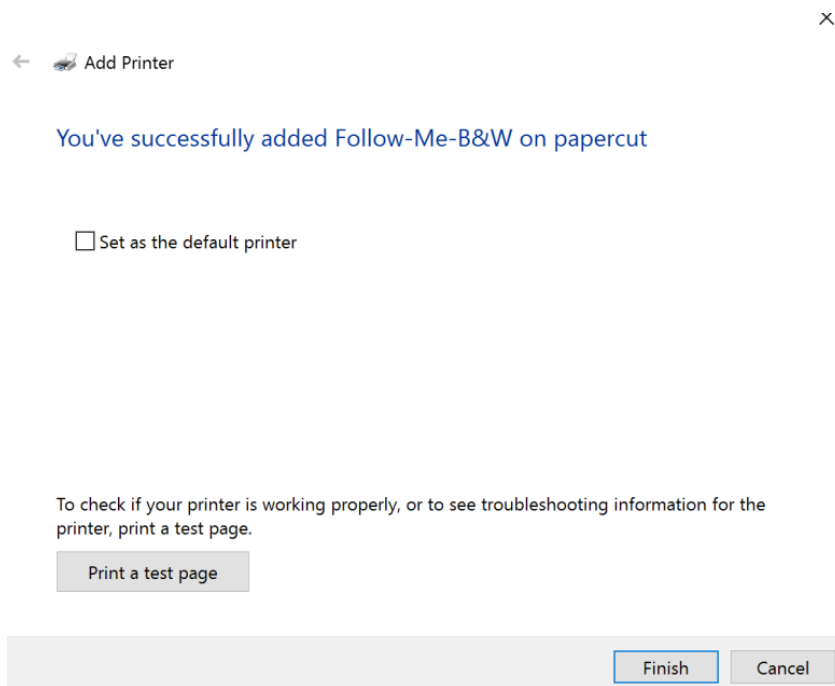 Add Printer
You've successfully added Follow-Me-B&W on papercut
Set as the default printer
To check if your printer is working properly, or to see troubleshooting information for the
printer, print a test page.
Print a test page
Finish
Cancel